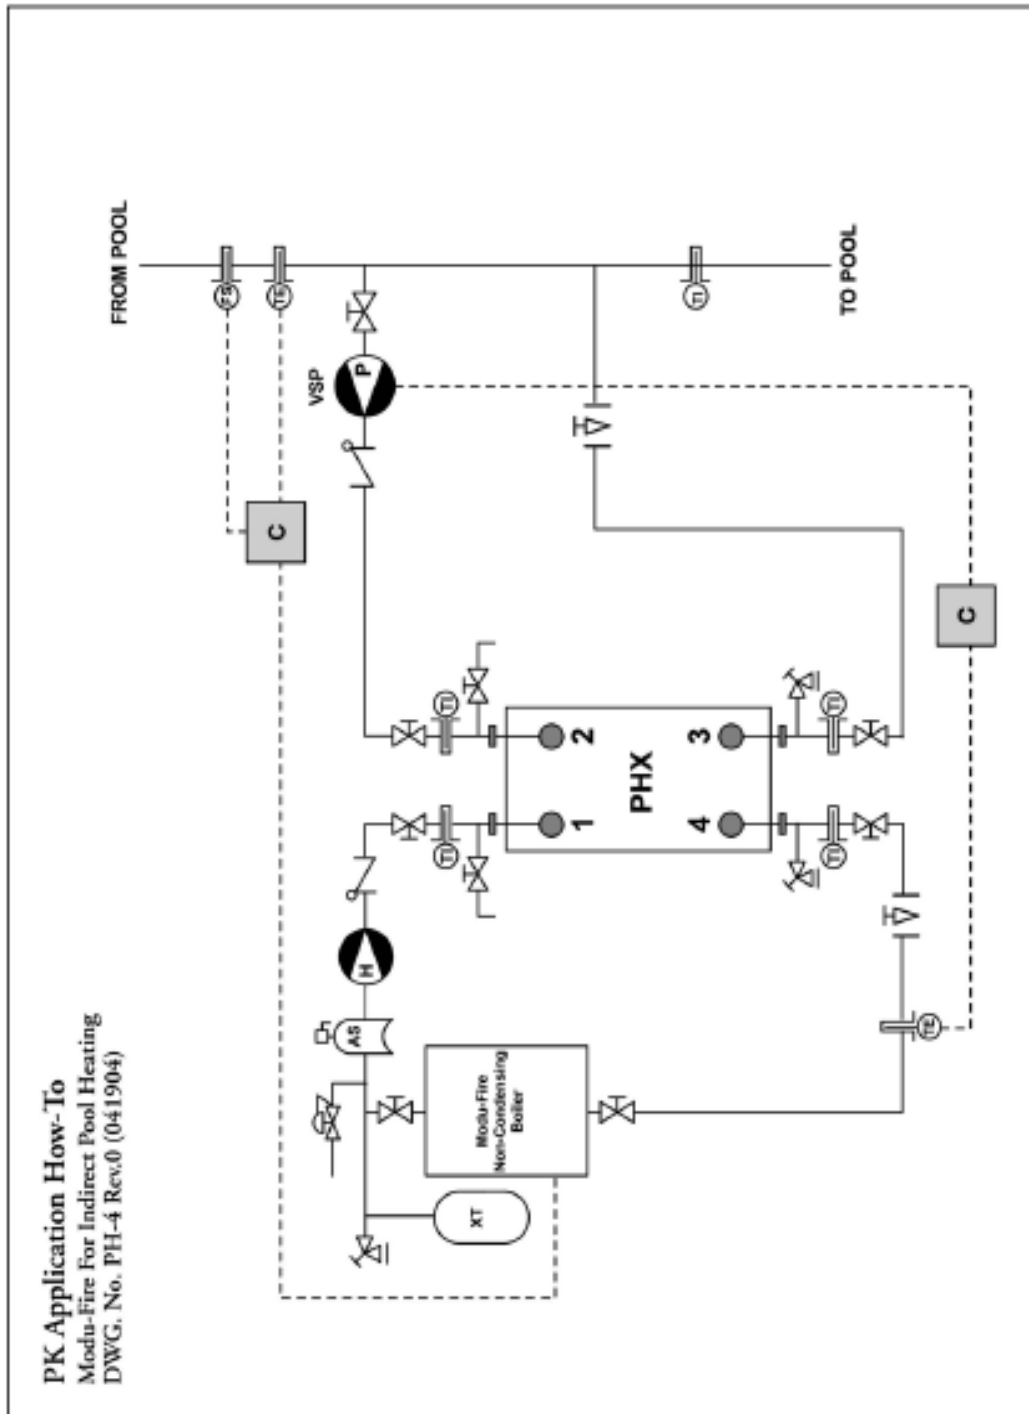 PK Application How-To
Modu-Fire For Indirect Pool Heating
DWG. No. PH-4 Rev.0 (041904)
FROM POOL
FS
TE
VSP
P
C
TI
TO POOL
H
AS
XT
Modu-Fire
Non-Condensing
Boiler
TI
TI
1
2
PHX
4
3
TI
TI
TE
C